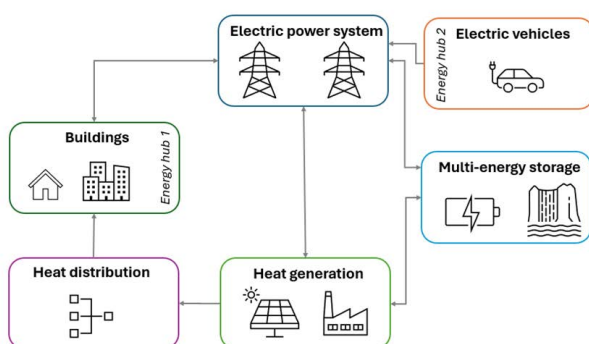 Electric power system
Energy hub 2
Electric vehicles
Buildings
Energy hub 1
Multi-energy storage
Heat distribution
Heat generation